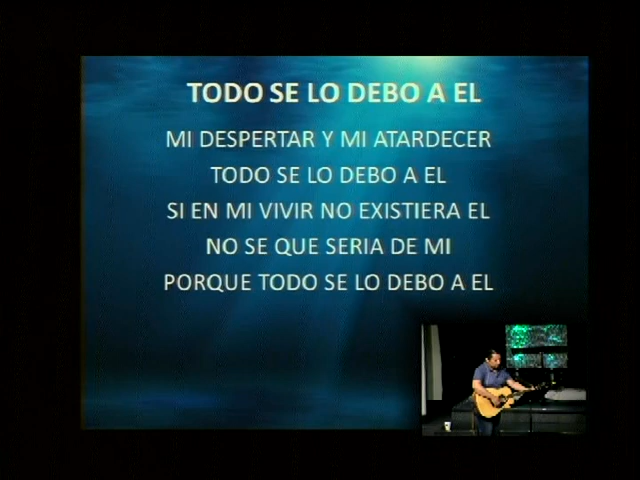 TODO SE LO DEBO A EL
MI DESPERTAR Y MI ATARDECER
TODO SE LO DEBO A EL
SI EN MI VIVIR NO EXISTIERA EL
NO SE QUE SERIA DE MI
PORQUE TODO SE LO DEBO A EL